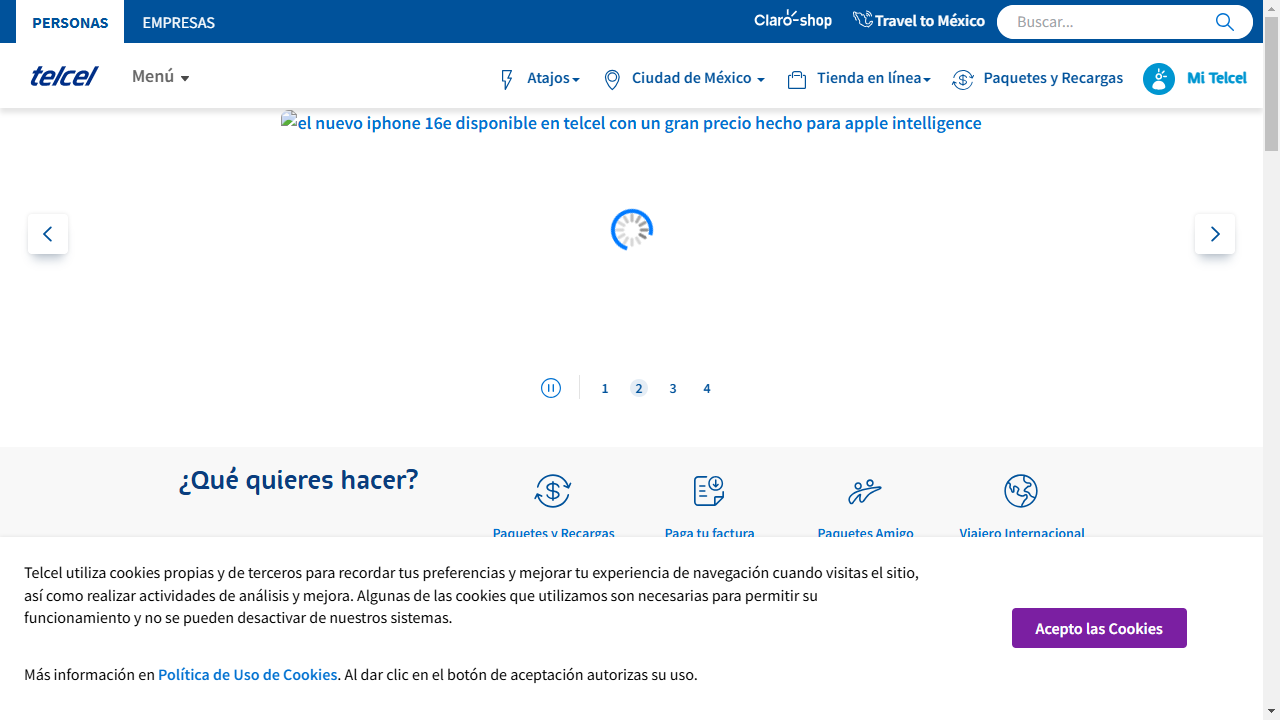 PERSONAS
EMPRESAS
Claro-shop
Travel to México
Buscar...
telcel
Menú
Atajos
Ciudad de México
Tienda en línea
Paquetes y Recargas
Mi Telcel
el nuevo iphone 16e disponible en telcel con un gran precio hecho para apple intelligence
1
2
3
4
¿Qué quieres hacer?
Paquetes y Recargas
Paga tu factura
Paquetes Amigo
Viajero Internacional
Telcel utiliza cookies propias y de terceros para recordar tus preferencias y mejorar tu experiencia de navegación cuando visitas el sitio,
así como realizar actividades de análisis y mejora. Algunas de las cookies que utilizamos son necesarias para permitir su
funcionamiento y no se pueden desactivar de nuestros sistemas.
Acepto las Cookies
Más información en Política de Uso de Cookies. Al dar clic en el botón de aceptación autorizas su uso.